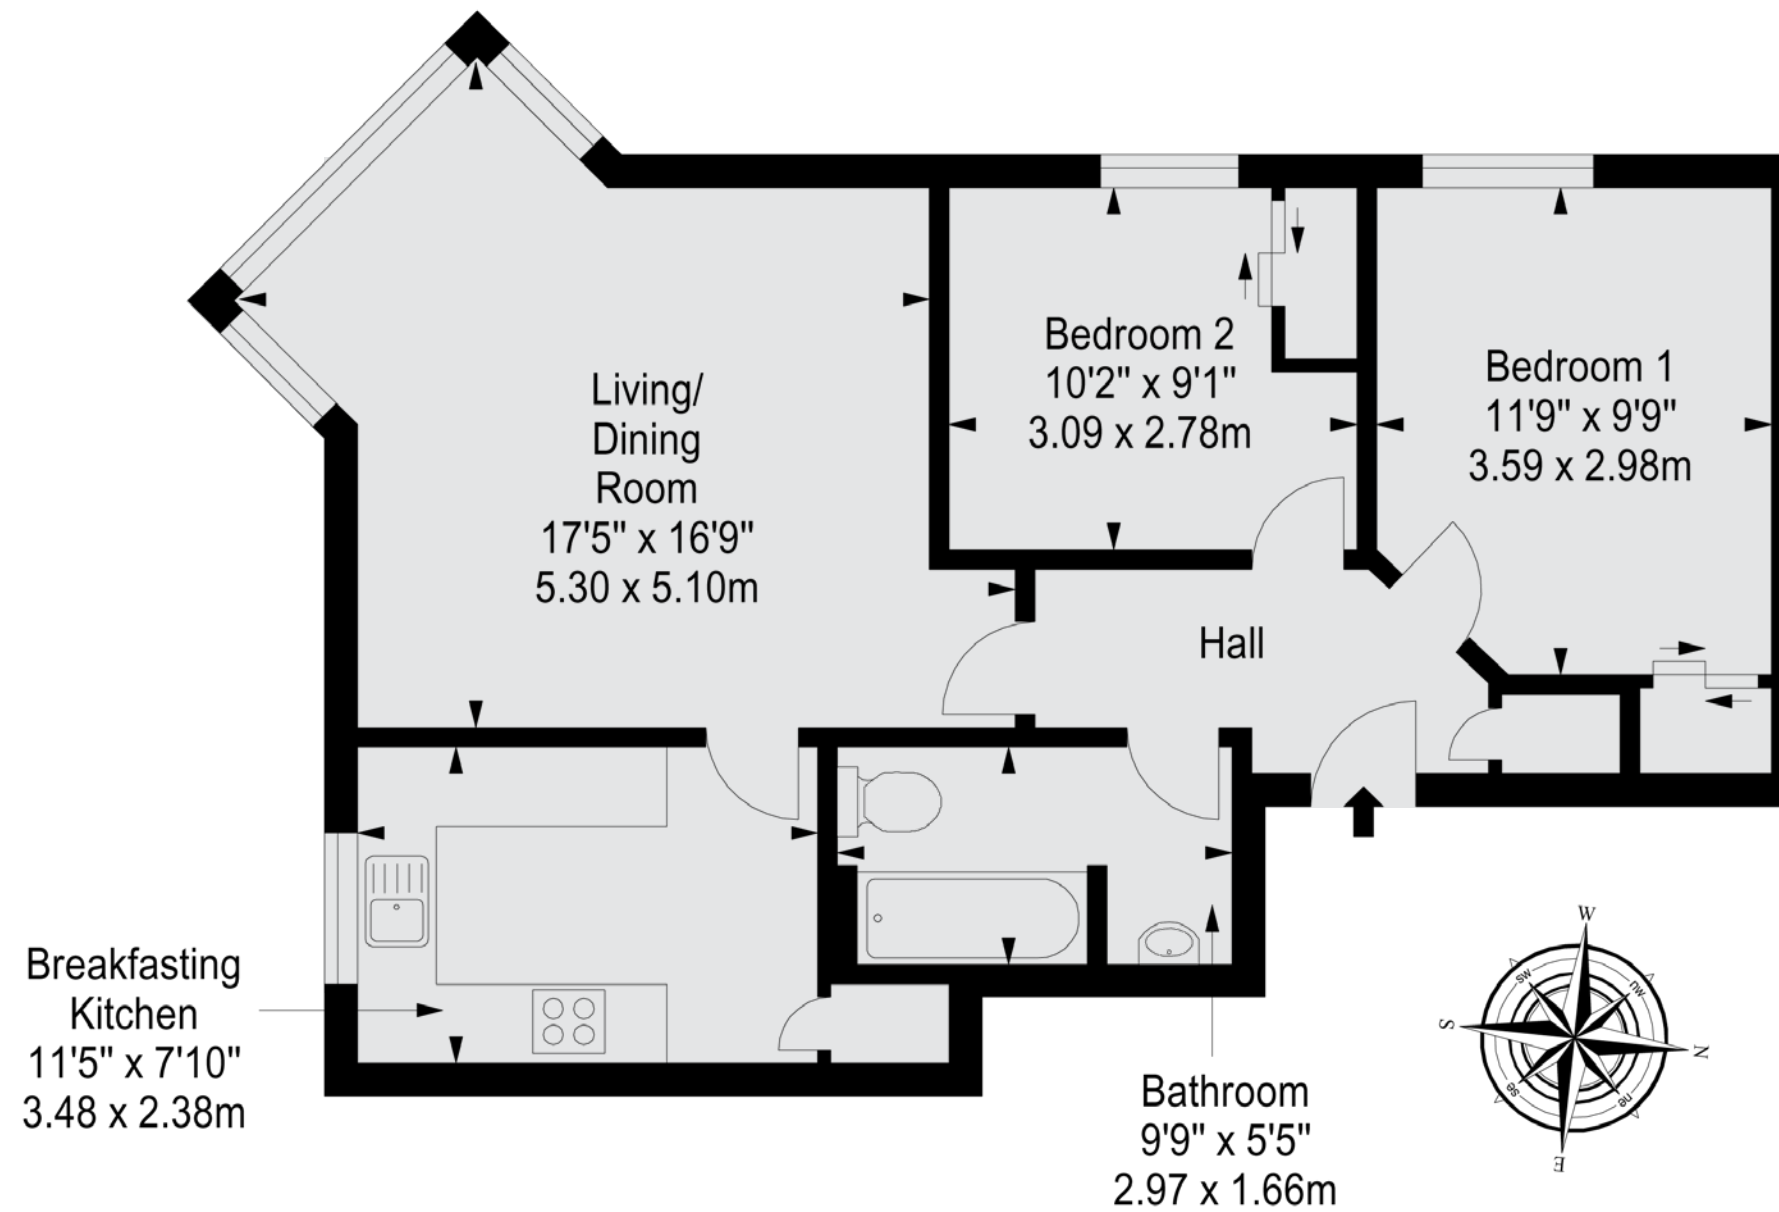 Living/
Dining
Room
17'5" x 16'9"
5.30 x 5.10m
Bedroom 2
10'2" x 9'1"
3.09 x 2.78m
Bedroom 1
11'9" x 9'9"
3.59 x 2.98m
Hall
Breakfasting
Kitchen
11'5" x 7'10"
3.48 x 2.38m
Bathroom
9'9" x 5'5"
2.97 x 1.66m
W
sw
nw
S
N
se
ne
E